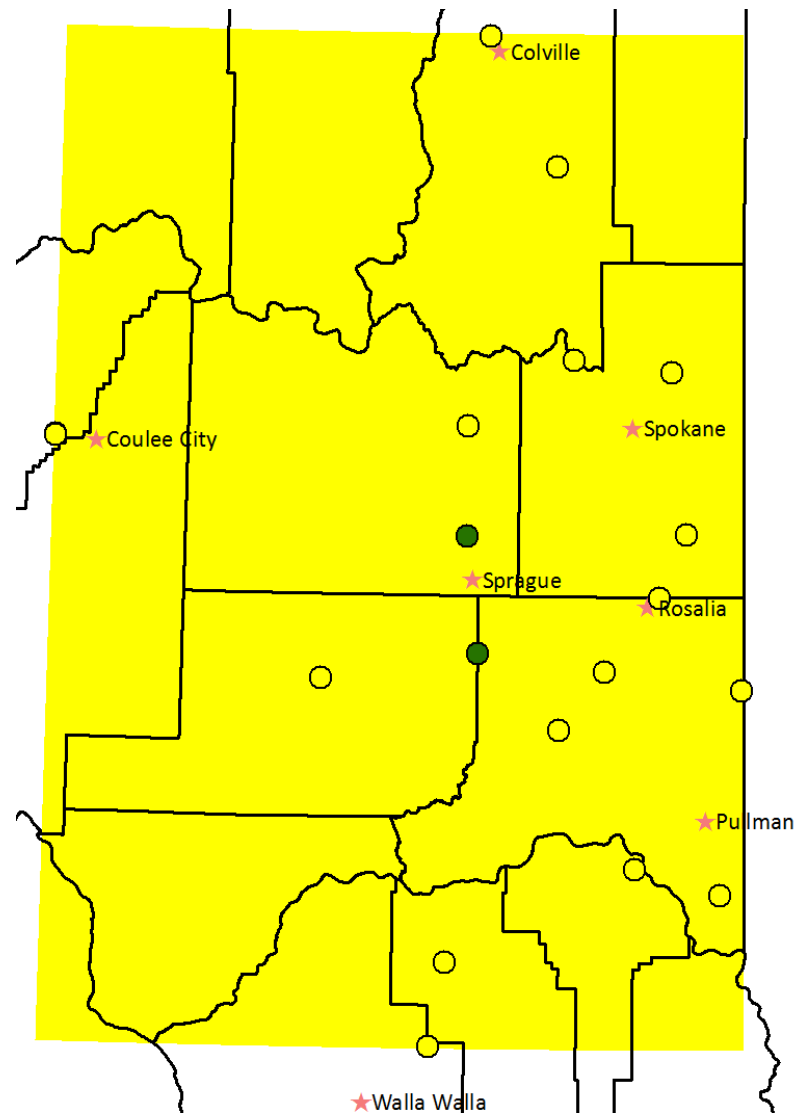 Colville
Spokane
Coulee City
Sprague
Rosalia
Pullman
Walla Walla